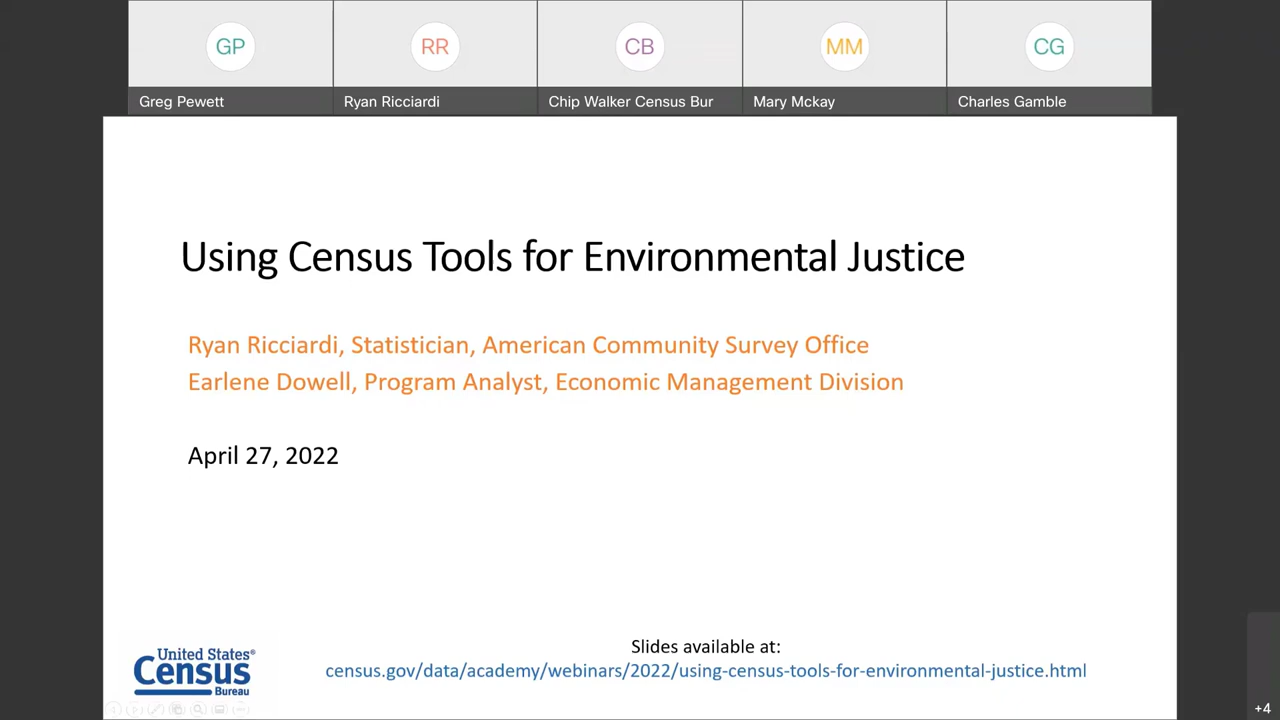 GP
RR
CB
MM
CG
Greg Pewett
Ryan Ricciardi
Chip Walker Census Bur
Mary Mckay
Charles Gamble
Using Census Tools for Environmental Justice
Ryan Ricciardi, Statistician, American Community Survey Office
Earlene Dowell, Program Analyst, Economic Management Division
April 27, 2022
Slides available at:
census.gov/data/academy/webinars/2022/using-census-tools-for-environmental-justice.html
United States®
Census
Bureau
+4